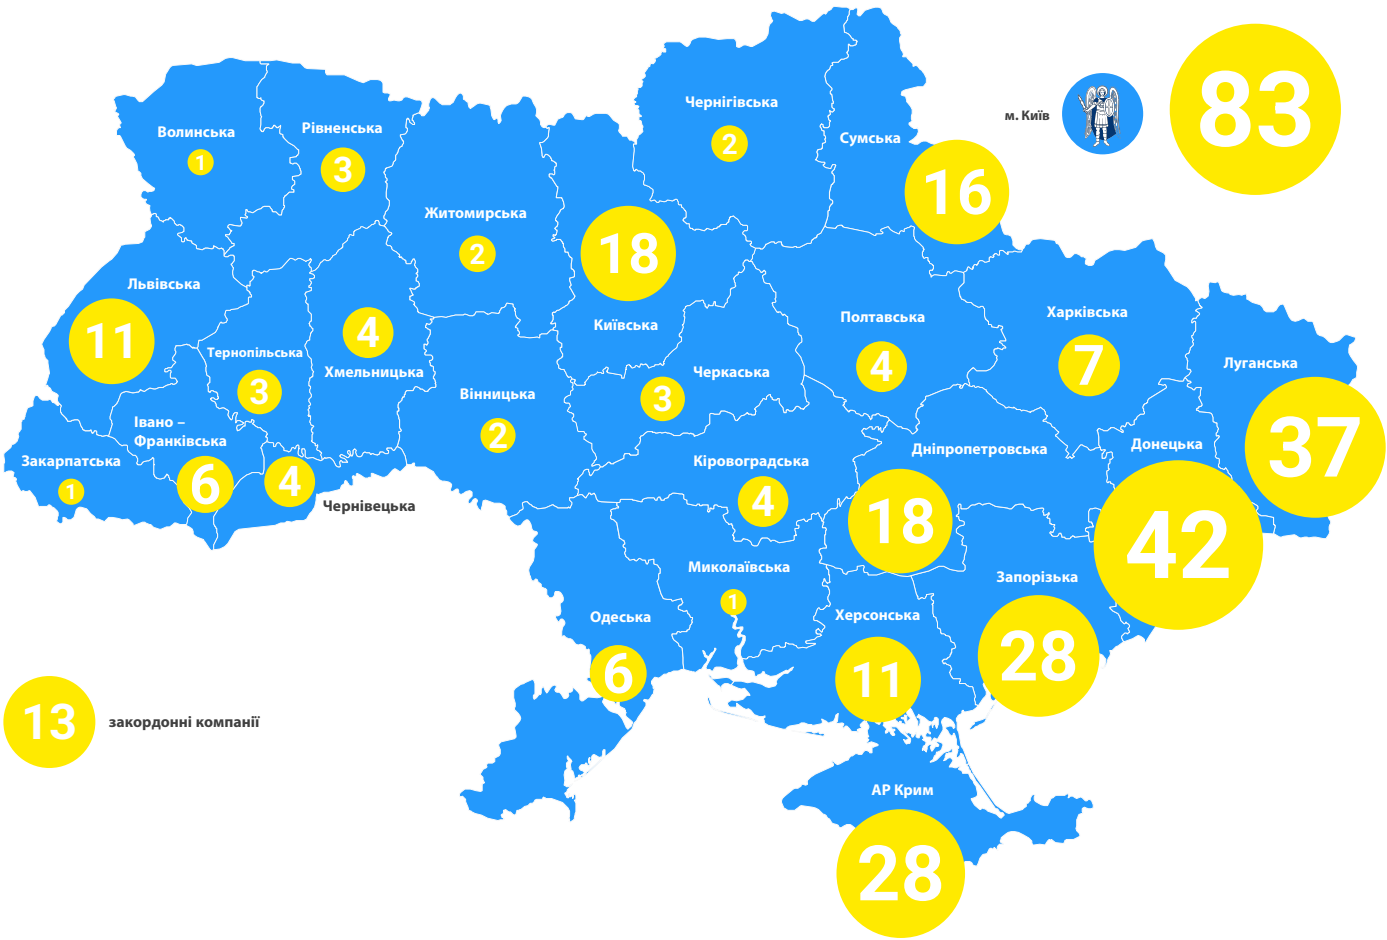 83
м. Київ
Чернігівська
2
Сумська
16
Волинська
1
Рівненська
3
Житомирська
2
18
Київська
Львівська
11
Тернопільська
3
4
Хмельницька
Вінницька
2
Черкаська
3
Полтавська
4
Харківська
7
Луганська
37
Івано –
Франківська
6
Закарпатська
1
4
Чернівецька
Кіровоградська
4
Дніпропетровська
18
Донецька
42
Миколаївська
1
Одеська
6
Херсонська
11
Запорізька
28
13
закордонні компанії
АР Крим
28